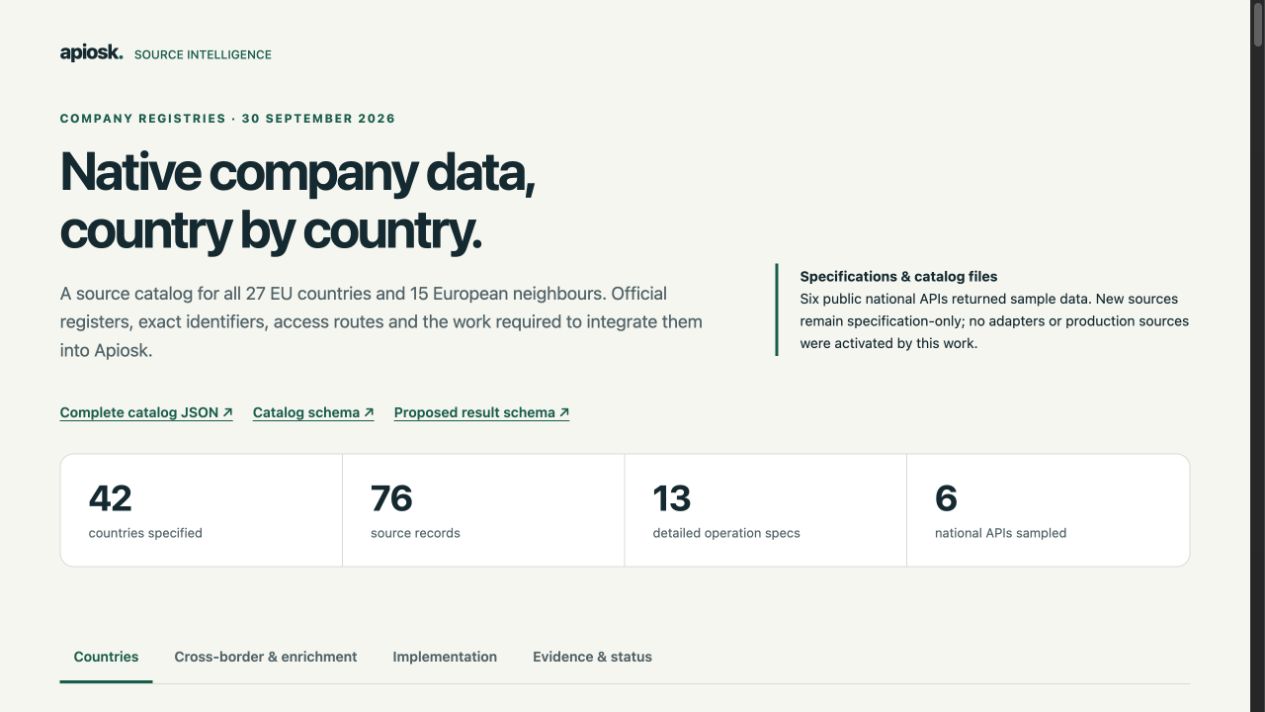 apiosk. SOURCE INTELLIGENCE
COMPANY REGISTRIES · 30 SEPTEMBER 2026
Native company data,
country by country.
A source catalog for all 27 EU countries and 15 European neighbours. Official
registers, exact identifiers, access routes and the work required to integrate them
into Apiosk.
Specifications & catalog files
Six public national APIs returned sample data. New sources
remain specification-only; no adapters or production sources
were activated by this work.
Complete catalog JSON ↗ Catalog schema ↗ Proposed result schema ↗
42
countries specified
76
source records
13
detailed operation specs
6
national APIs sampled
Countries Cross-border & enrichment Implementation Evidence & status